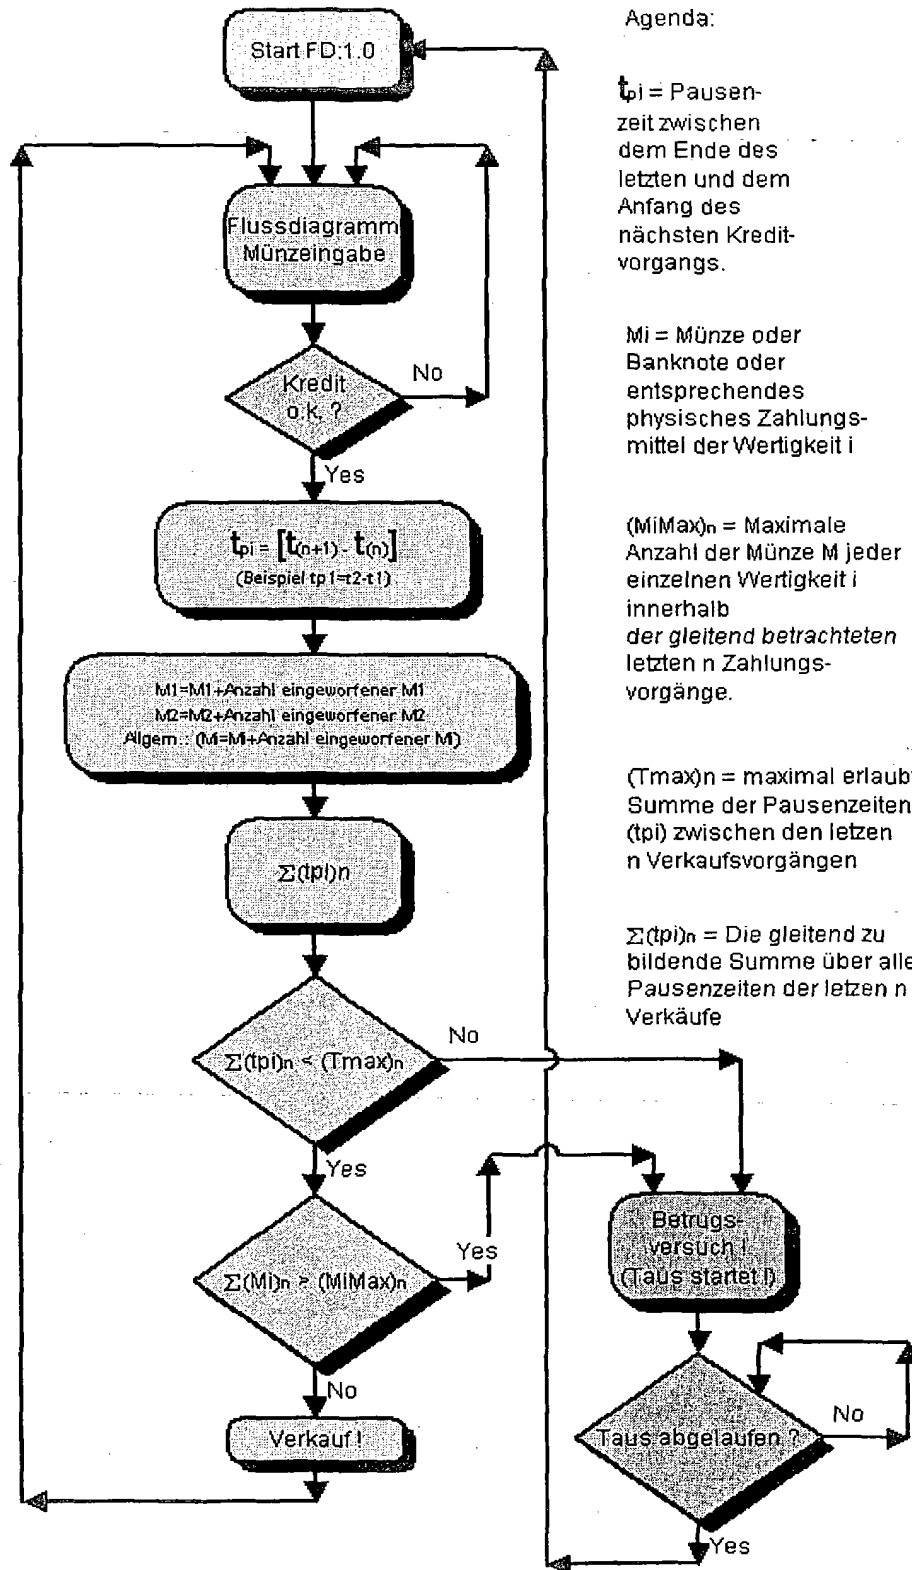 Start FD:1.0
Flussdiagramm
Münzeingabe
Kredit
o.k. ?
No
Yes
tpi = [t(n+1) - t(n)]
(Beispiel tp1=t2-t1)
M1=M1+Anzahl eingeworfener M1
M2=M2+Anzahl eingeworfener M2
Allgem.: (Mi=Mi+Anzahl eingeworfener Mi)
Σ(tpi)n
Σ(tpi)n < (Tmax)n
No
Yes
Σ(Mi)n > (MiMax)n
Yes
No
Verkauf !
Betrugs-
versuch !
(Taus startet !)
Taus abgelaufen ?
No
Yes
Agenda:
tpi = Pausen-
zeit zwischen
dem Ende des
letzten und dem
Anfang des
nächsten Kredit-
vorgangs.
Mi = Münze oder
Banknote oder
entsprechendes
physisches Zahlungs-
mittel der Wertigkeit i
(MiMax)n = Maximale
Anzahl der Münze M jeder
einzelnen Wertigkeit i
innerhalb
der gleitend betrachteten
letzten n Zahlungs-
vorgänge.
(Tmax)n = maximal erlaubt
Summe der Pausenzeiten
(tpi) zwischen den letzen
n Verkaufsvorgängen
Σ(tpi)n = Die gleitend zu
bildende Summe über alle
Pausenzeiten der letzen n
Verkäufe